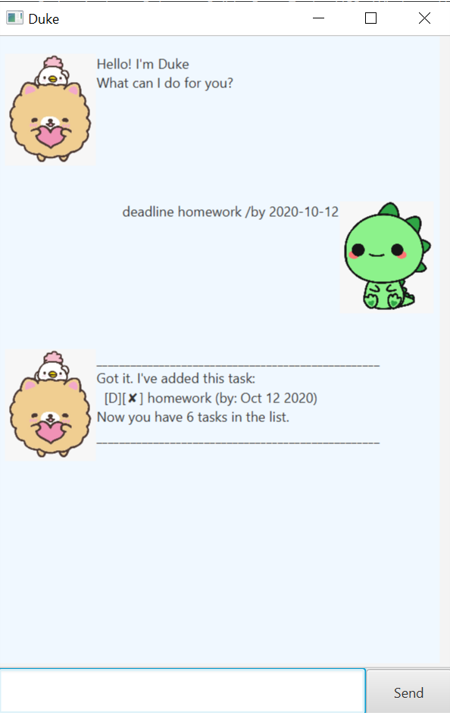 Duke
Hello! I'm Duke
What can I do for you?
deadline homework /by 2020-10-12
____________________________________________
Got it. I've added this task:
[D][✘] homework (by: Oct 12 2020)
Now you have 6 tasks in the list.
____________________________________________
Send